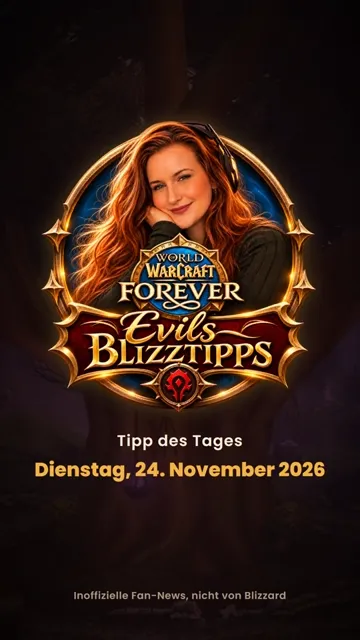 WORLD
WARCRAFT
FOREVER
Evils
BLIZZTIPPS
Tipp des Tages
Dienstag, 24. November 2026
Inoffizielle Fan-News, nicht von Blizzard